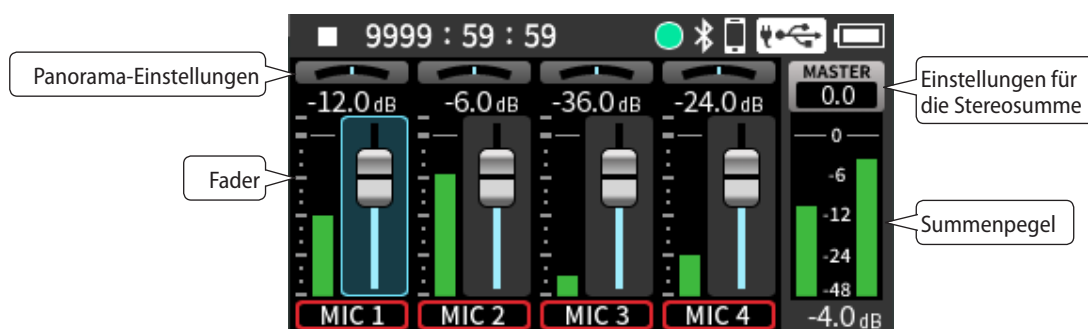 9999 : 59 : 59
Panorama-Einstellungen
-12.0 dB -6.0 dB -36.0 dB -24.0 dB
MASTER
0.0
Einstellungen für
die Stereosumme
Fader
0
-6
-12
-24
-48
Summenpegel
MIC 1 MIC 2 MIC 3 MIC 4 -4.0 dB